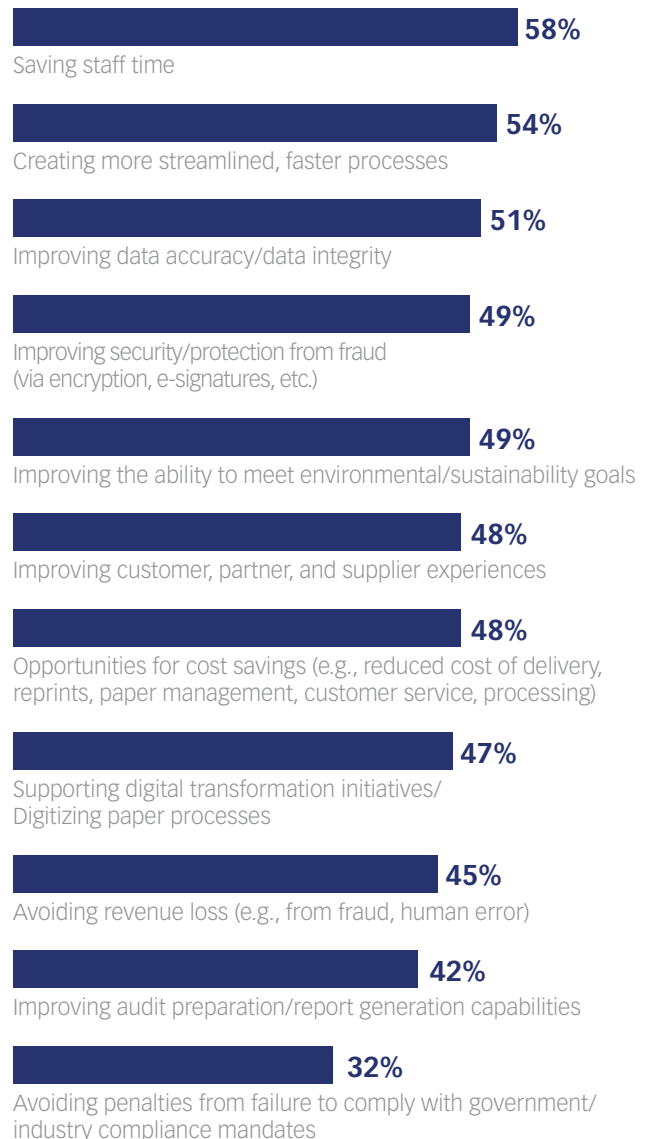 58%
Saving staff time
54%
Creating more streamlined, faster processes
51%
Improving data accuracy/data integrity
49%
Improving security/protection from fraud
(via encryption, e-signatures, etc.)
49%
Improving the ability to meet environmental/sustainability goals
48%
Improving customer, partner, and supplier experiences
48%
Opportunities for cost savings (e.g., reduced cost of delivery,
reprints, paper management, customer service, processing)
47%
Supporting digital transformation initiatives/
Digitizing paper processes
45%
Avoiding revenue loss (e.g., from fraud, human error)
42%
Improving audit preparation/report generation capabilities
32%
Avoiding penalties from failure to comply with government/
industry compliance mandates